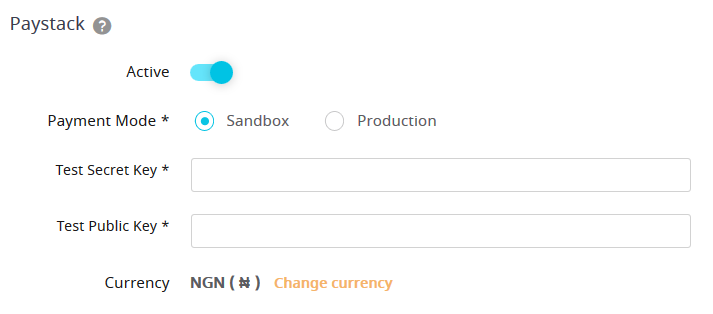 Paystack ?
Active
Payment Mode * Sandbox Production
Test Secret Key *
Test Public Key *
Currency NGN ( ₦ ) Change currency